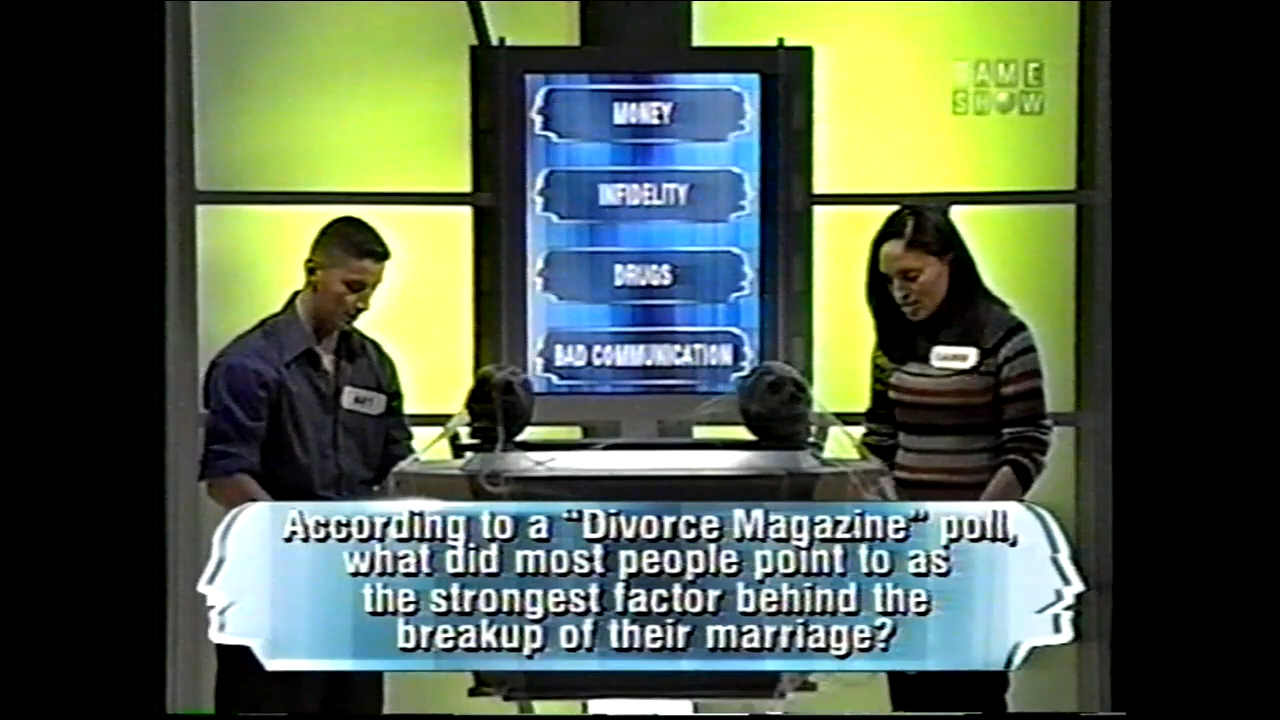 GAME
SHOW
MONEY
INFIDELITY
DRUGS
BAD COMMUNICATION
According to a “Divorce Magazine” poll,
what did most people point to as
the strongest factor behind the
breakup of their marriage?